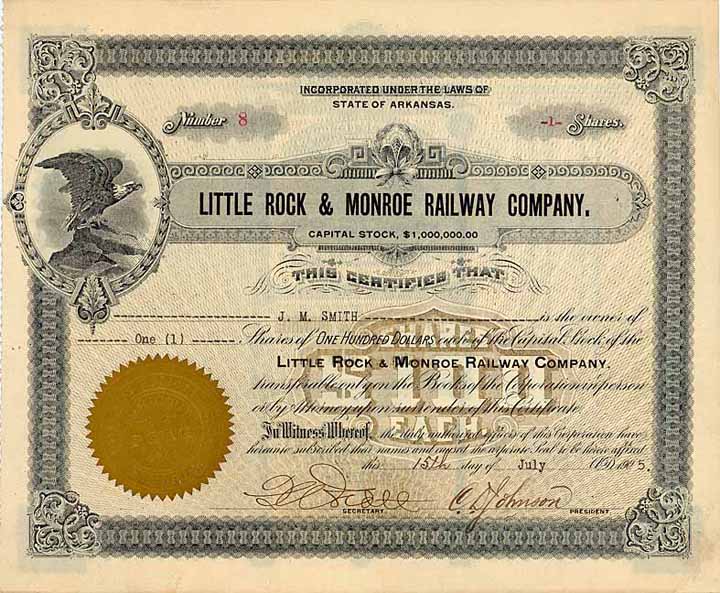 INCORPORATED UNDER THE LAWS OF
STATE OF ARKANSAS.
Number 8
-1- Shares.
LITTLE ROCK & MONROE RAILWAY COMPANY.
CAPITAL STOCK, $1,000,000.00
THIS CERTIFIES THAT
J. M. SMITH is the owner of
One (1) Shares of ONE HUNDRED DOLLARS each of the Capital Stock of the
LITTLE ROCK & MONROE RAILWAY COMPANY.
transferable only on the Books of the Corporation in person
or by Attorney upon surrender of this Certificate
In Witness Whereof, the duly authorized officers of this Corporation have
hereunto subscribed their names and caused the corporate Seal to be hereto affixed
this 15th day of July A.D. 1905.
SHARES
$100
EACH
C D Johnson
SECRETARY.
PRESIDENT.